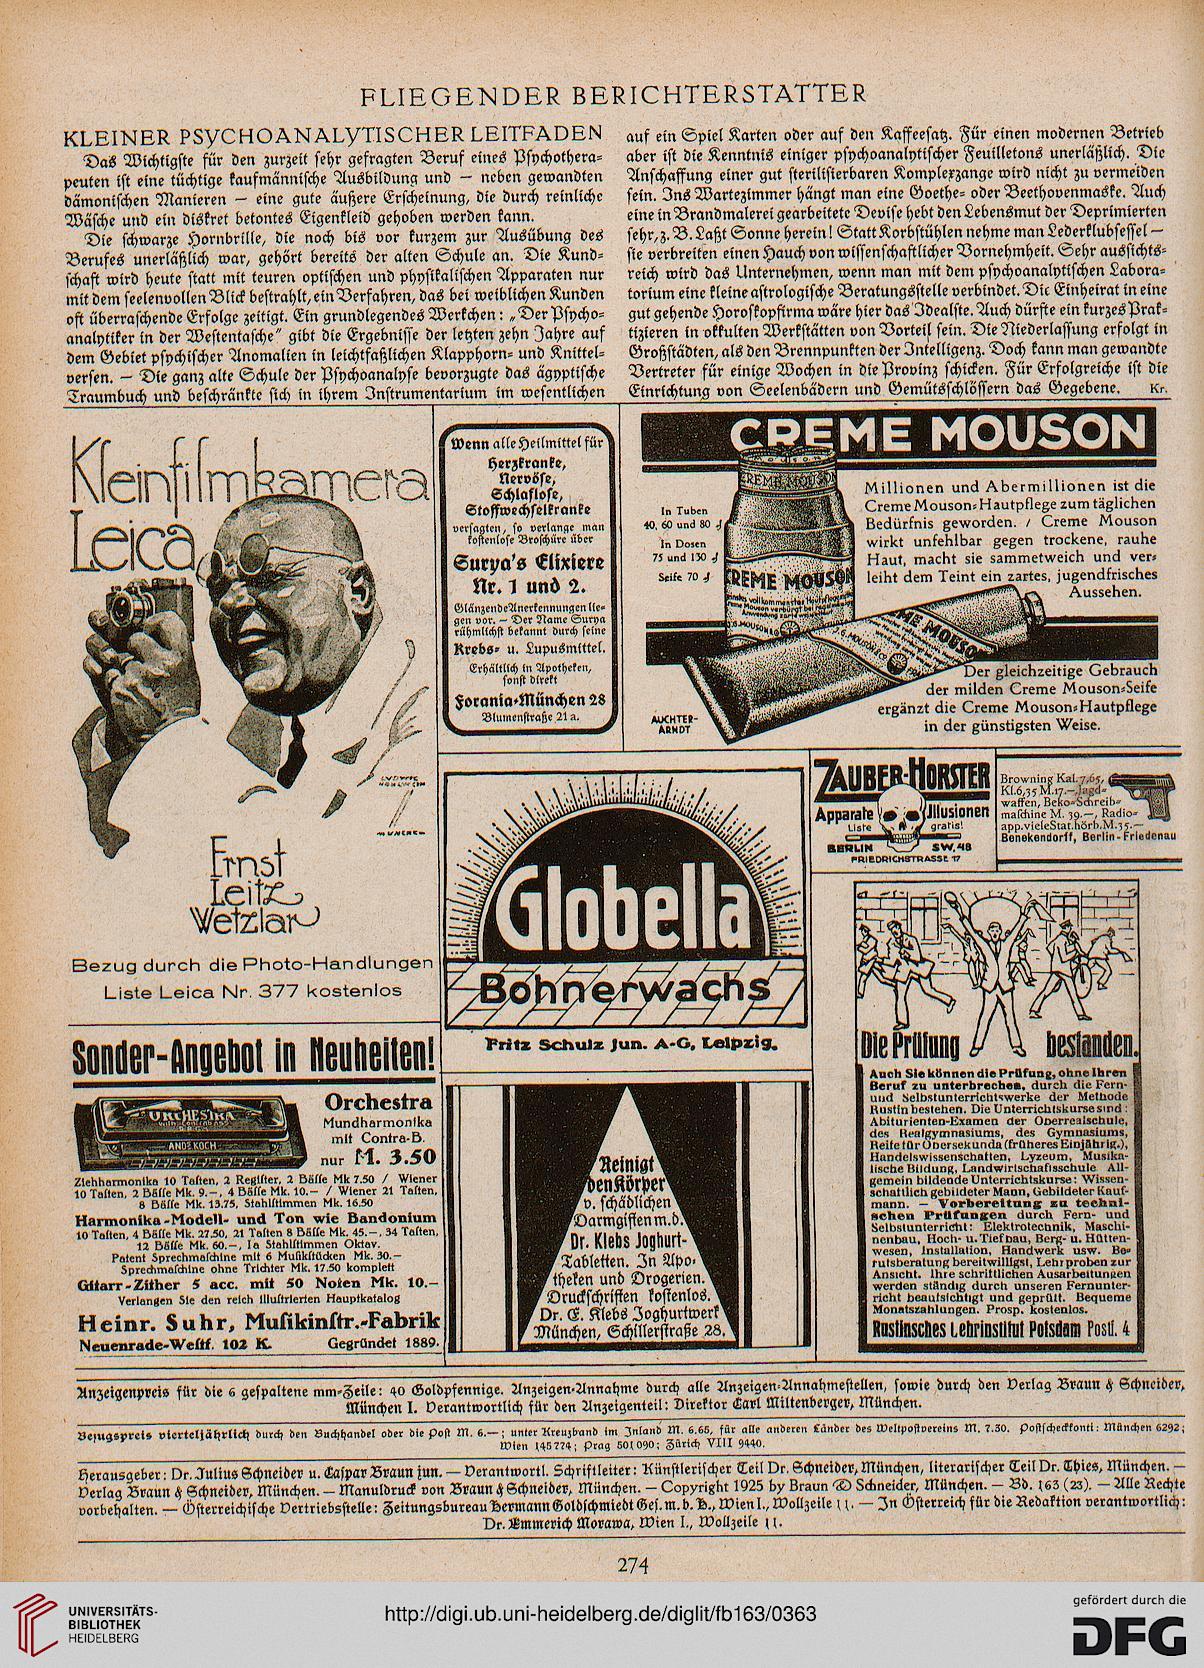 FLIEGENDER BERICHTERSTATTER
KLEINER PSYCHOANALYTISCHER LEITFADEN
Das Wichtigste für den zurzeit sehr gefragten Beruf eines Psychothera-
peuten ist eine tüchtige kaufmännische Ausbildung und — neben gewandten
dämonischen Manieren — eine gute äußere Erscheinung, die durch reinliche
Wäsche und ein diskret betontes Eigenkleid gehoben werden kann.
Die schwarze Hornbrille, die noch bis vor kurzem zur Ausübung des
Berufes unerläßlich war, gehört bereits der alten Schule an. Die Kund-
schaft wird heute statt mit teuren optischen und physikalischen Apparaten nur
mit dem seelenvollen Blick bestrahlt, ein Verfahren, das bei weiblichen Kunden
oft überraschende Erfolge zeitigt. Ein grundlegendes Werkchen: „Der Psycho-
analytiker in der Westentasche" gibt die Ergebnisse der letzten zehn Jahre auf
dem Gebiet psychischer Anomalien in leichtfaßlichen Klapphorn- und Knittel-
versen. — Die ganz alte Schule der Psychoanalyse bevorzugte das ägyptische
Traumbuch und beschränkte sich in ihrem Instrumentarium im wesentlichen
auf ein Spiel Karten oder auf den Kaffeesatz. Für einen modernen Betrieb
aber ist die Kenntnis einiger psychoanalytischer Feuilletons unerläßlich. Die
Anschaffung einer gut sterilisierbaren Komplexzange wird nicht zu vermeiden
sein. Ins Wartezimmer hängt man eine Goethe- oder Beethovenmaske. Auch
eine in Brandmalerei gearbeitete Devise hebt den Lebensmut der Deprimierten
sehr, z. B. Laßt Sonne herein! Statt Korbstühlen nehme man Lederklubsessel —
sie verbreiten einen Hauch von wissenschaftlicher Vornehmheit. Sehr aussichts-
reich wird das Unternehmen, wenn man mit dem psychoanalytischen Labora-
torium eine kleine astrologische Beratungsstelle verbindet. Die Einheirat in eine
gut gehende Horoskopfirma wäre hier das Idealste. Auch dürfte ein kurzes Prak-
tizieren in okkulten Werkstätten von Vorteil sein. Die Niederlassung erfolgt in
Großstädten, als den Brennpunkten der Intelligenz. Doch kann man gewandte
Vertreter für einige Wochen in die Provinz schicken. Für Erfolgreiche ist die
Einrichtung von Seelenbädern und Gemütsschlössern das Gegebene. Kr.
Kleinfilmkamera
Leica
LUDWIG
HOHLWEIN
MÜNCHEN
Ernst
Leitz
Wetzlar
Bezug durch die Photo-Handlungen
Liste Leica Nr. 377 kostenlos
Wenn alle Heilmittel für
Herzkranke,
Nervöse,
Schlaflose,
Stoffwechselkranke
versagten, so verlange man
kostenlose Broschüre über
Surya's Elixiere
Nr. 1 und 2.
Glänzende Anerkennungen lie-
gen vor. — Der Name Surya
rühmlichst bekannt durch seine
Krebs- u. Lupusmittel.
Erhältlich in Apotheken,
sonst direkt
Forania-München 28
Blumenstraße 21 a.
CREME MOUSON
In Tuben
40, 60 und 80 ₰
In Dosen
75 und 130 ₰
Seife 70 ₰
CREME MOUSON
CREME MOUSON
CREME MOUSON
Millionen und Abermillionen ist die
Creme Mouson-Hautpflege zum täglichen
Bedürfnis geworden. / Creme Mouson
wirkt unfehlbar gegen trockene, rauhe
Haut, macht sie sammetweich und ver-
leiht dem Teint ein zartes, jugendfrisches
Aussehen.
Der gleichzeitige Gebrauch
der milden Creme Mouson-Seife
ergänzt die Creme Mouson-Hautpflege
in der günstigsten Weise.
AUCHTER-
ARNDT
Globella
Bohnerwachs
Fritz Schulz jun. A-G, Leipzig.
ZAUBER-HORSTER
Apparate Jllusionen
Liste gratis!
BERLIN SW. 48
FRIEDRICHSTRASSE 17
Browning Kal. 7,65,
Kl. 6,35 M. 17.—. Jagd-
waffen, Beko-Schreib-
maschine M. 39.—, Radio-
app. viele Stat. hörb. M. 35.—
Benekendorff, Berlin-Friedenau
Sonder-Angebot in Neuheiten!
ORCHESTRA
ANDS KOCH
Orchestra
Mundharmonika
mit Contra-B.
nur M. 3.50
Ziehharmonika 10 Tasten, 2 Register, 2 Bässe Mk 7.50 / Wiener
10 Tasten, 2 Bässe Mk. 9.—, 4 Bässe Mk. 10.— / Wiener 21 Tasten,
8 Bässe Mk. 13.75, Stahlstimmen Mk. 16.50
Harmonika-Modell- und Ton wie Bandonium
10 Tasten, 4 Bässe Mk. 27.50, 21 Tasten 8 Bässe Mk. 45.—, 34 Tasten,
12 Bässe Mk. 60.—, Ia Stahlstimmen Oktav.
Patent Sprechmaschine mit 6 Musikstücken Mk. 30.—
Sprechmaschine ohne Trichter Mk. 17.50 komplett
Gitarr-Zither 5 acc. mit 50 Noten Mk. 10.—
Verlangen Sie den reich illustrierten Hauptkatalog
Heinr. Suhr, Musikinstr.-Fabrik
Neuenrade-Westf. 102 K. Gegründet 1889.
Reinigt
den Körper
v. schädlichen
Darmgiften m. d.
Dr. Klebs Joghurt-
Tabletten. In Apo-
theken und Drogerien.
Druckschriften kostenlos.
Dr. E. Klebs Joghurtwerk
München, Schillerstraße 28.
Die Prüfung bestanden.
Auch Sie können die Prüfung, ohne Ihren
Beruf zu unterbrechen, durch die Fern-
und Selbstunterrichtswerke der Methode
Rustin bestehen. Die Unterrichtskurse sind:
Abiturienten-Examen der Oberrealschule,
des Realgymnasiums, des Gymnasiums,
Reife für Obersekunda (früheres Einjährig.),
Handelswissenschaften, Lyzeum, Musika-
lische Bildung, Landwirtschaftsschule. All-
gemein bildende Unterrichtskurse: Wissen-
schaftlich gebildeter Mann, Gebildeter Kauf-
mann. — Vorbereitung zu techni-
schen Prüfungen durch Fern- und
Selbstunterricht: Elektrotechnik, Maschi-
nenbau, Hoch- u. Tiefbau, Berg- u. Hütten-
wesen, Installation, Handwerk usw. Be-
rufsberatung bereitwilligst, Lehrproben zur
Ansicht. Ihre schriftlichen Ausarbeitungen
werden ständig durch unseren Fernunter-
richt beaufsichtigt und geprüft. Bequeme
Monatszahlungen. Prosp. kostenlos.
Rustinsches Lehrinstitut Potsdam Postf. 4
Anzeigenpreis für die 6 gespaltene mm-Zeile: 40 Goldpfennige. Anzeigen-Annahme durch alle Anzeigen-Annahmestellen, sowie durch den Verlag Braun & Schneider,
München I. Verantwortlich für den Anzeigenteil: Direktor Carl Miltenberger, München.
Bezugspreis vierteljährlich durch den Buchhandel oder die Post M. 6.—; unter Kreuzband im Inland M. 6.65, für alle anderen Länder des Weltpostvereins M. 7.30. Postscheckkonti: München 6292;
Wien 145774; Prag 501090; Zürich VIII 9440.
Herausgeber: Dr. Julius Schneider u. Caspar Braun jun. — Verantwortl. Schriftleiter: Künstlerischer Teil Dr. Schneider, München, literarischer Teil Dr. Thies, München. —
Verlag Braun & Schneider, München. — Manuldruck von Braun & Schneider, München. — Copyright 1925 by Braun & Schneider, München. — Bd. 163 (23). — Alle Rechte
vorbehalten. — Österreichische Vertriebsstelle: Zeitungsbureau Hermann Goldschmiedt Ges. m. b. H., Wien I., Wollzeile 11. — In Österreich für die Redaktion verantwortlich:
Dr. Emmerich Morawa, Wien I., Wollzeile 11.
274
UNIVERSITÄTS-
BIBLIOTHEK
HEIDELBERG
http://digi.ub.uni-heidelberg.de/diglit/fb163/0363
gefördert durch die
DFG